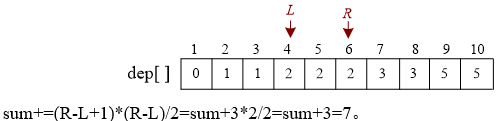 L R
1 2 3 4 5 6 7 8 9 10
dep[ ] 0 1 1 2 2 2 3 3 5 5
sum+=(R-L+1)*(R-L)/2=sum+3*2/2=sum+3=7。